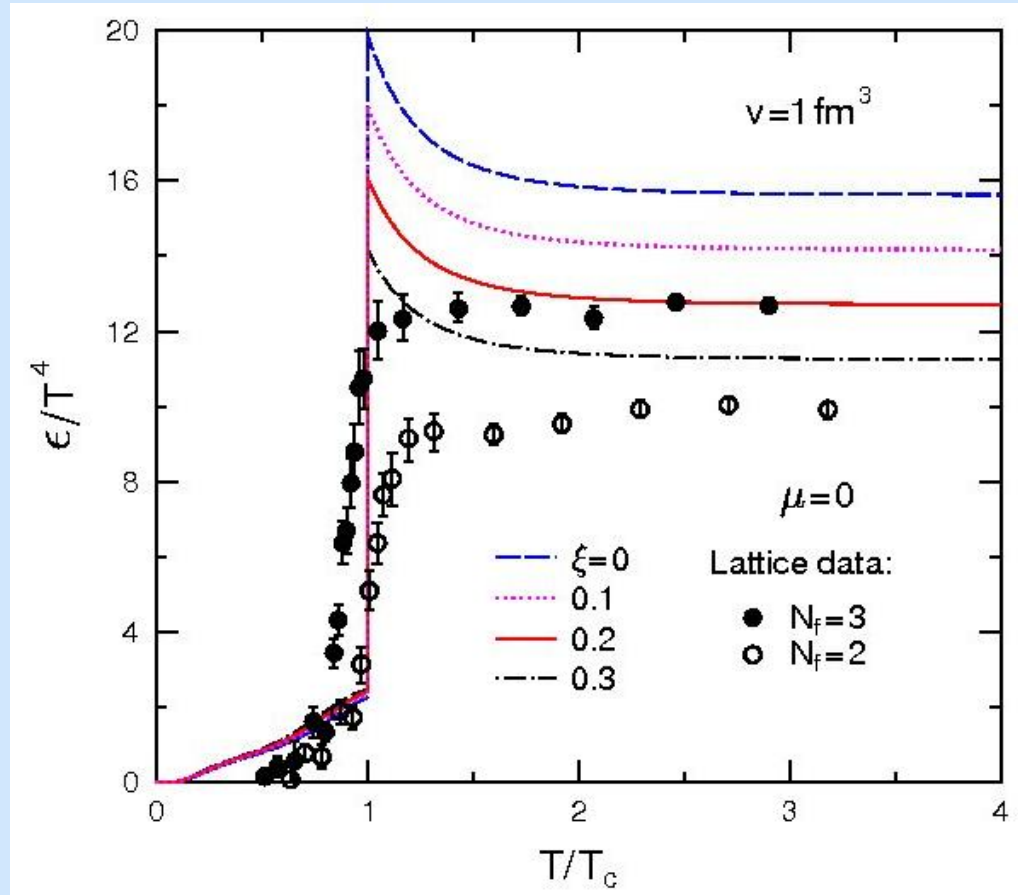 20
16
12
8
4
0
ϵ/T⁴
v=1 fm³
μ=0
ξ=0
0.1
0.2
0.3
Lattice data:
N_f=3
N_f=2
0 1 2 3 4
T/T_c